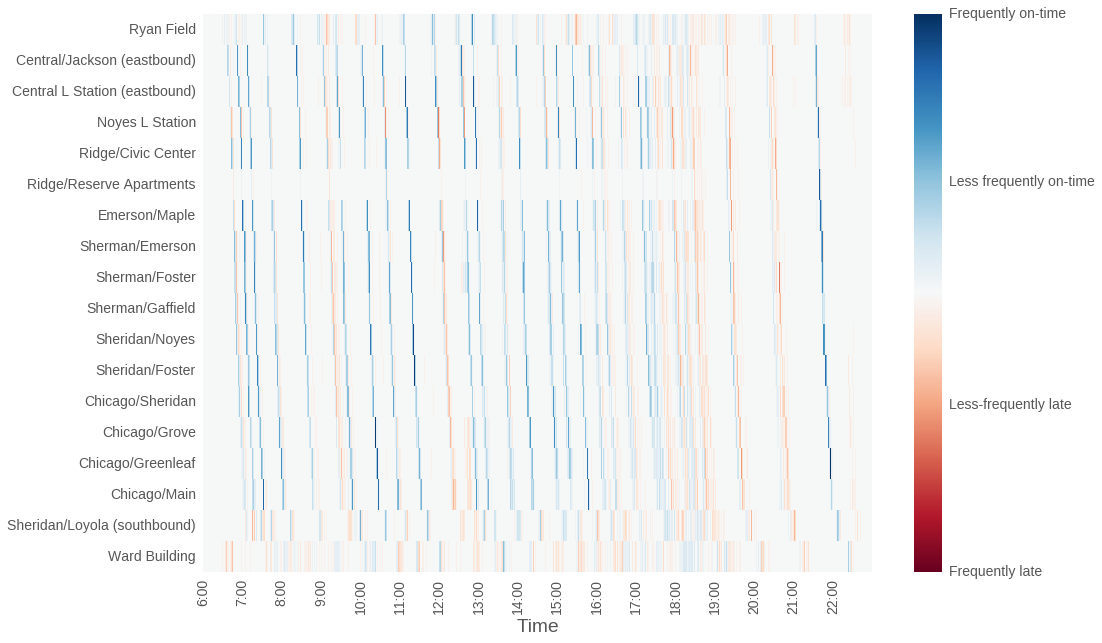 Ryan Field
Central/Jackson (eastbound)
Central L Station (eastbound)
Noyes L Station
Ridge/Civic Center
Ridge/Reserve Apartments
Emerson/Maple
Sherman/Emerson
Sherman/Foster
Sherman/Gaffield
Sheridan/Noyes
Sheridan/Foster
Chicago/Sheridan
Chicago/Grove
Chicago/Greenleaf
Chicago/Main
Sheridan/Loyola (southbound)
Ward Building
6:00
7:00
8:00
9:00
10:00
11:00
12:00
13:00
14:00
15:00
16:00
17:00
18:00
19:00
20:00
21:00
22:00
Time
Frequently on-time
Less frequently on-time
Less-frequently late
Frequently late